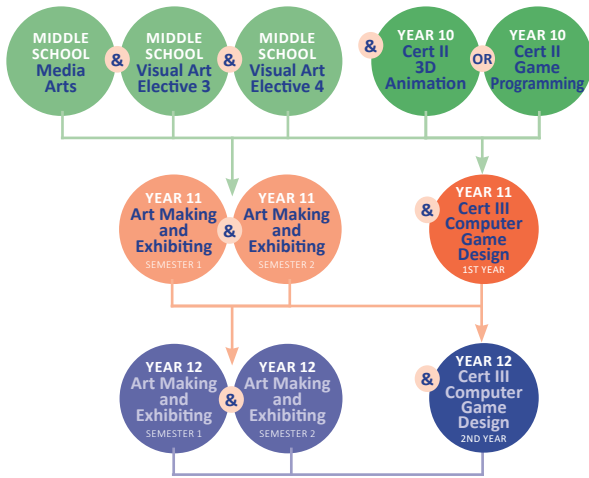 MIDDLE
SCHOOL
Media
Arts
&
MIDDLE
SCHOOL
Visual Art
Elective 3
&
MIDDLE
SCHOOL
Visual Art
Elective 4
&
YEAR 10
Cert II
3D
Animation
OR
YEAR 10
Cert II
Game
Programming
YEAR 11
Art Making
and
Exhibiting
SEMESTER 1
&
YEAR 11
Art Making
and
Exhibiting
SEMESTER 2
&
YEAR 11
Cert III
Computer
Game
Design
1ST YEAR
YEAR 12
Art Making
and
Exhibiting
SEMESTER 1
&
YEAR 12
Art Making
and
Exhibiting
SEMESTER 2
&
YEAR 12
Cert III
Computer
Game
Design
2ND YEAR